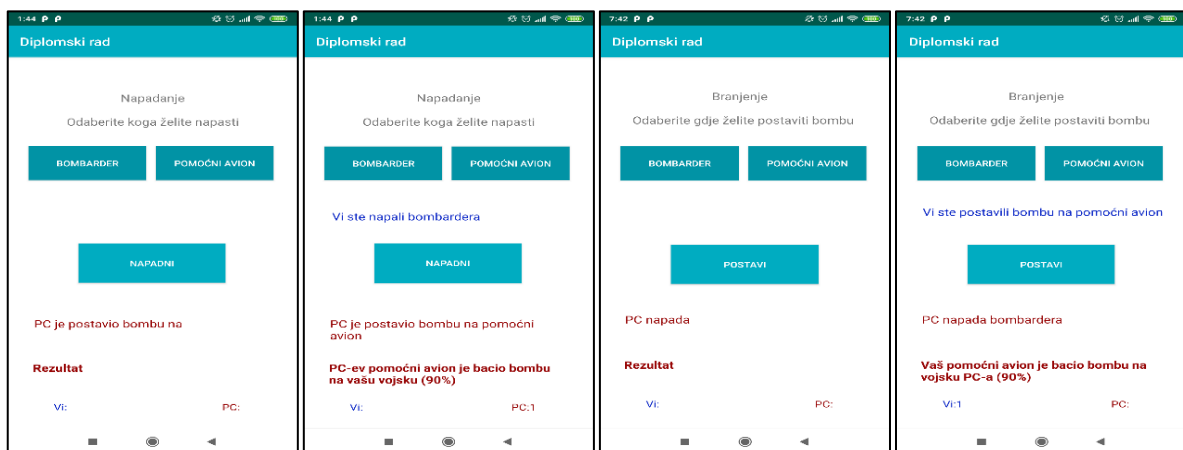 1:44
Diplomski rad
Napadanje
Odaberite koga želite napasti
BOMBARDER
POMOĆNI AVION
NAPADNI
PC je postavio bombu na
Rezultat
Vi:
PC:
1:44
Diplomski rad
Napadanje
Odaberite koga želite napasti
BOMBARDER
POMOĆNI AVION
Vi ste napali bombardera
NAPADNI
PC je postavio bombu na pomoćni
avion
PC-ev pomoćni avion je bacio bombu
na vašu vojsku (90%)
Vi:
PC:1
7:42
Diplomski rad
Branjenje
Odaberite gdje želite postaviti bombu
BOMBARDER
POMOĆNI AVION
POSTAVI
PC napada
Rezultat
Vi:
PC:
7:42
Diplomski rad
Branjenje
Odaberite gdje želite postaviti bombu
BOMBARDER
POMOĆNI AVION
Vi ste postavili bombu na pomoćni avion
POSTAVI
PC napada bombardera
Vaš pomoćni avion je bacio bombu na
vojsku PC-a (90%)
Vi:1
PC: